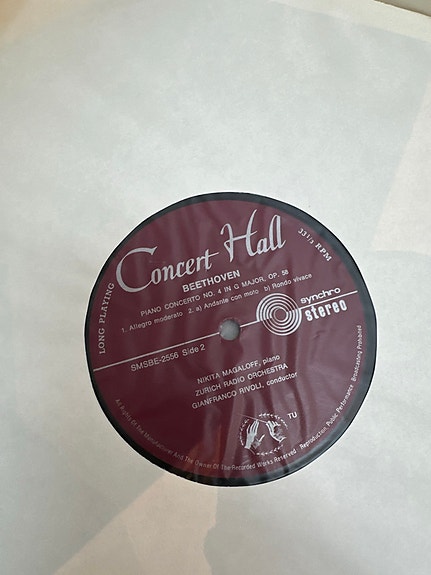 LONG PLAYING
Concert Hall
33 1/3 RPM
BEETHOVEN
PIANO CONCERTO NO. 4 IN G MAJOR, OP. 58
1. Allegro moderato 2. a) Andante con moto b) Rondo vivace
synchro
stereo
SMSBE-2556 Side 2
NIKITA MAGALOFF, piano
ZURICH RADIO ORCHESTRA
GIANFRANCO RIVOLI, conductor
TU
All Rights Of The Manufacturer And The Owner Of The Recorded Works Reserved · Reproduction, Public Performance, Broadcasting Prohibited